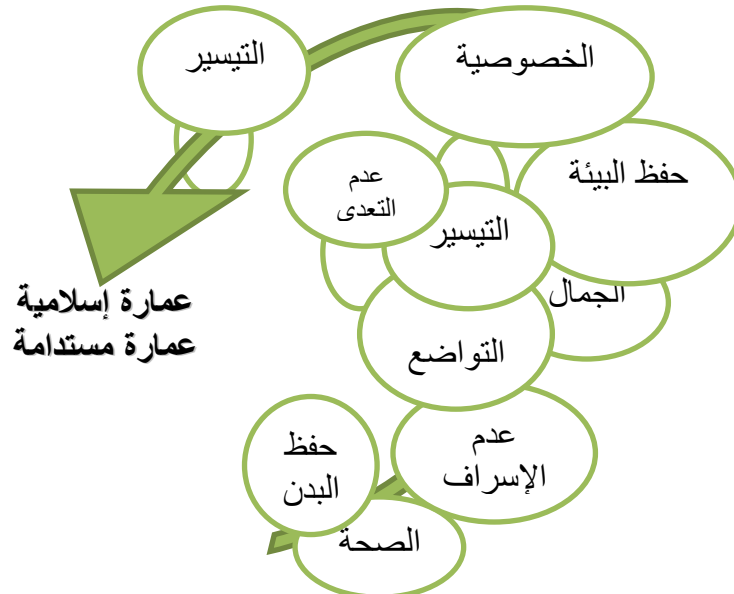 الخصوصية
التيسير
حفظ البيئة
عدم
التعدى
التيسير
الجمال
عمارة إسلامية
عمارة مستدامة
التواضع
عدم
الإسراف
حفظ
البدن
الصحة